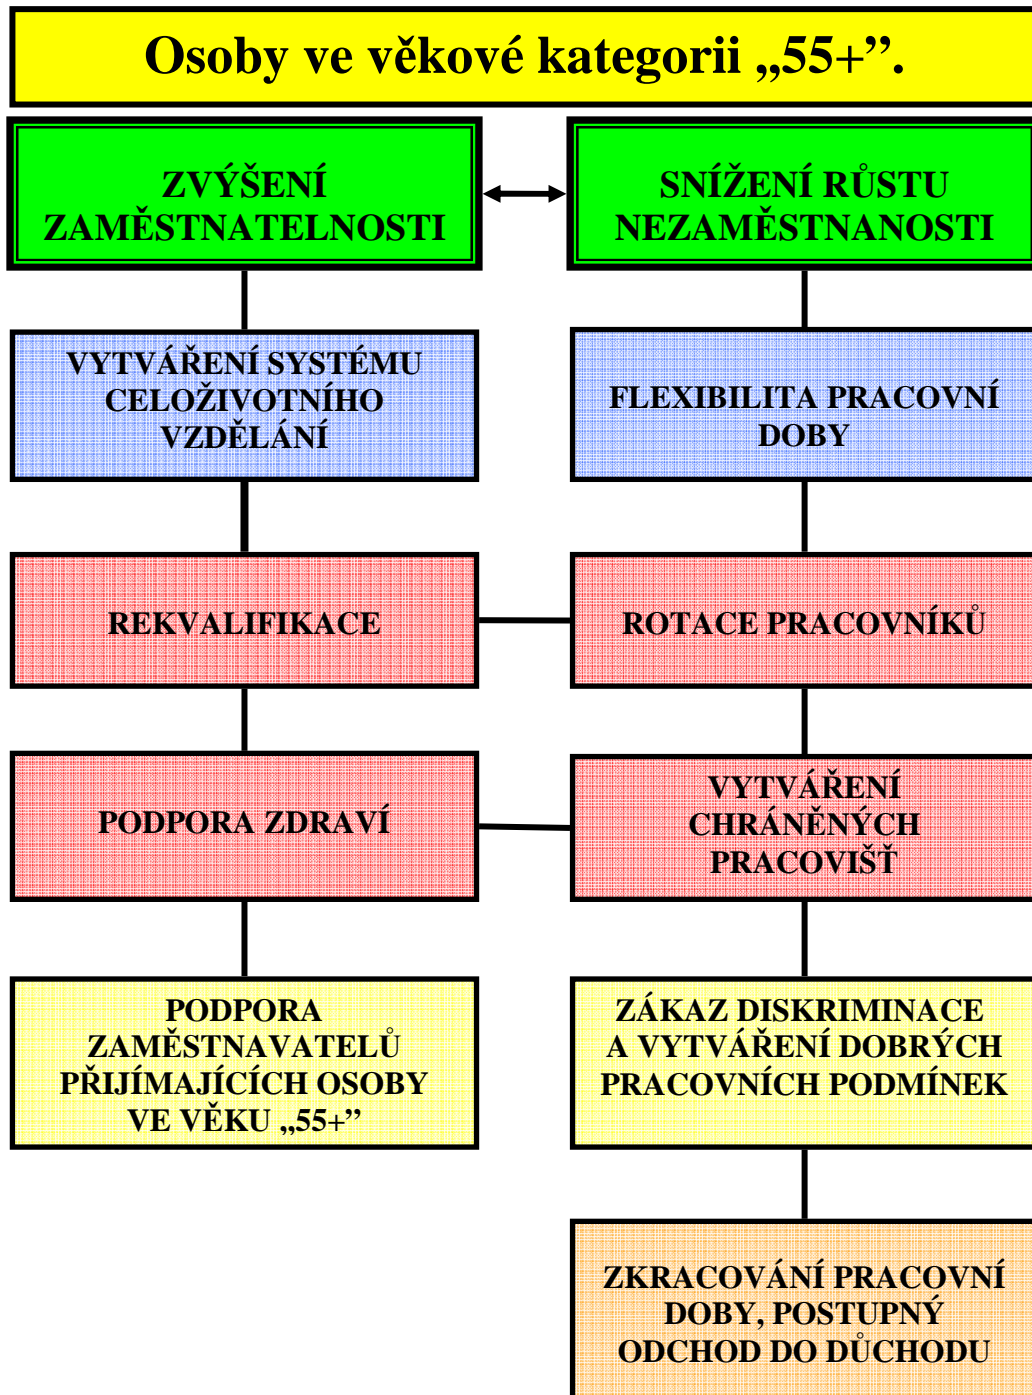 Osoby ve věkové kategorii „55+”.
ZVÝŠENÍ
ZAMĚSTNATELNOSTI
SNÍŽENÍ RŮSTU
NEZAMĚSTNANOSTI
VYTVÁŘENÍ SYSTÉMU
CELOŽIVOTNÍHO
VZDĚLÁNÍ
FLEXIBILITA PRACOVNÍ
DOBY
REKVALIFIKACE
ROTACE PRACOVNÍKŮ
PODPORA ZDRAVÍ
VYTVÁŘENÍ
CHRÁNĚNÝCH
PRACOVIŠŤ
PODPORA
ZAMĚSTNAVATELŮ
PŘIJÍMAJÍCÍCH OSOBY
VE VĚKU „55+”
ZÁKAZ DISKRIMINACE
A VYTVÁŘENÍ DOBRÝCH
PRACOVNÍCH PODMÍNEK
ZKRACOVÁNÍ PRACOVNÍ
DOBY, POSTUPNÝ
ODCHOD DO DŮCHODU